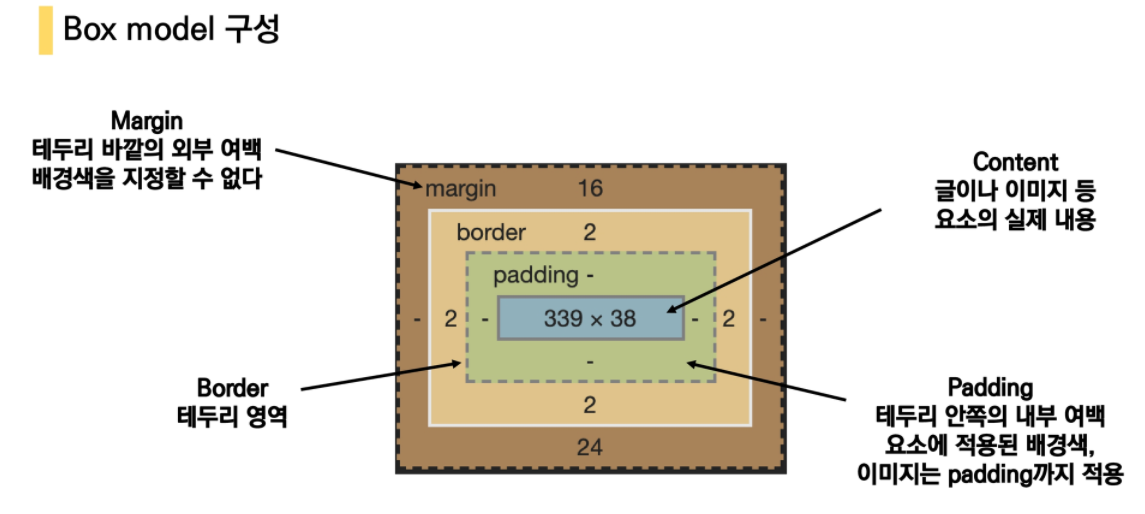 Box model 구성
Margin
테두리 바깥의 외부 여백
배경색을 지정할 수 없다
Content
글이나 이미지 등
요소의 실제 내용
margin 16
border 2
padding -
- 2 - 339 × 38 - 2 -
-
2
24
Border
테두리 영역
Padding
테두리 안쪽의 내부 여백
요소에 적용된 배경색,
이미지는 padding까지 적용